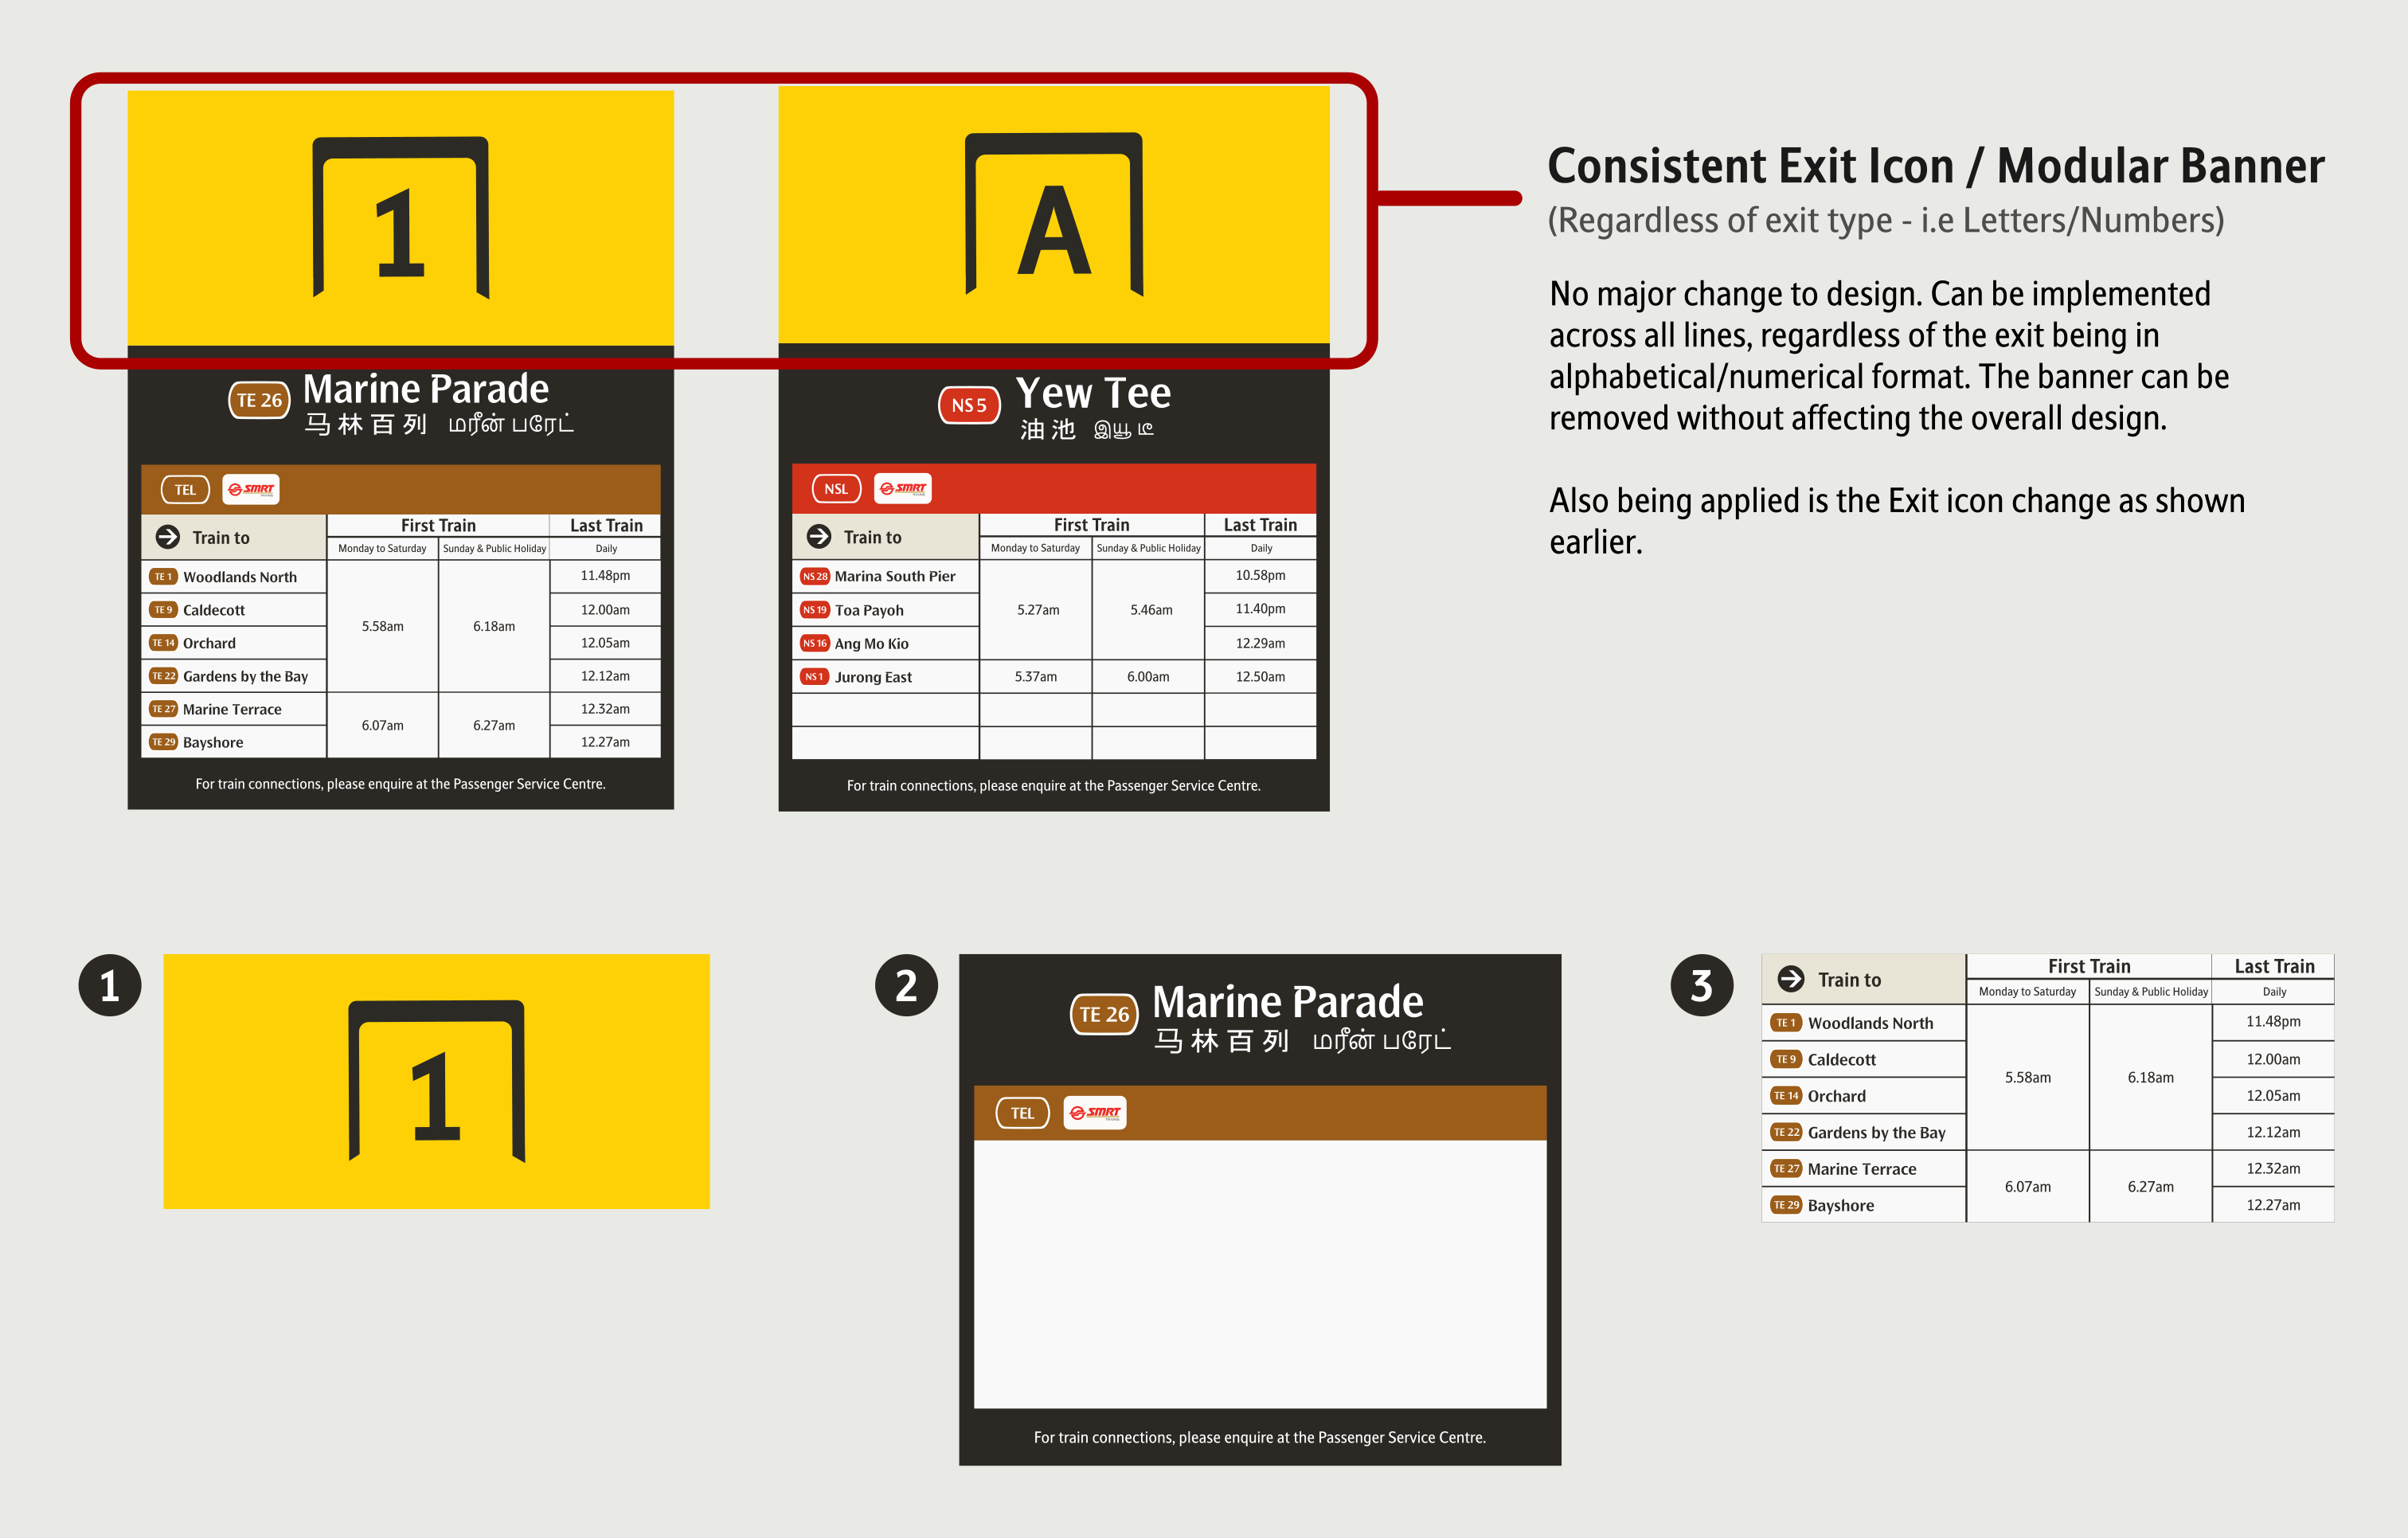 1
TE 26 Marine Parade
马林百列 மரீன் பரேட்
TEL SMRT
Train to First Train Last Train
Monday to Saturday Sunday & Public Holiday Daily
TE 1 Woodlands North 11.48pm
TE 9 Caldecott 12.00am
5.58am 6.18am
TE 14 Orchard 12.05am
TE 22 Gardens by the Bay 12.12am
TE 27 Marine Terrace 12.32am
6.07am 6.27am
TE 29 Bayshore 12.27am
For train connections, please enquire at the Passenger Service Centre.
A
NS 5 Yew Tee
油池 இயூ டீ
NSL SMRT
Train to First Train Last Train
Monday to Saturday Sunday & Public Holiday Daily
NS 28 Marina South Pier 10.58pm
NS 19 Toa Payoh 5.27am 5.46am 11.40pm
NS 16 Ang Mo Kio 12.29am
NS 1 Jurong East 5.37am 6.00am 12.50am
For train connections, please enquire at the Passenger Service Centre.
Consistent Exit Icon / Modular Banner
(Regardless of exit type - i.e Letters/Numbers)
No major change to design. Can be implemented
across all lines, regardless of the exit being in
alphabetical/numerical format. The banner can be
removed without affecting the overall design.
Also being applied is the Exit icon change as shown
earlier.
1
1
2
TE 26 Marine Parade
马林百列 மரீன் பரேட்
TEL SMRT
For train connections, please enquire at the Passenger Service Centre.
3
Train to First Train Last Train
Monday to Saturday Sunday & Public Holiday Daily
TE 1 Woodlands North 11.48pm
TE 9 Caldecott 12.00am
5.58am 6.18am
TE 14 Orchard 12.05am
TE 22 Gardens by the Bay 12.12am
TE 27 Marine Terrace 12.32am
6.07am 6.27am
TE 29 Bayshore 12.27am